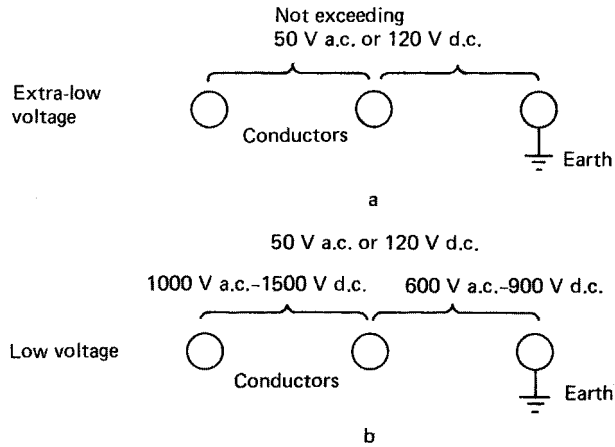 Not exceeding
50 V a.c. or 120 V d.c.
Extra-low
voltage
Conductors
Earth
a
50 V a.c. or 120 V d.c.
1000 V a.c.-1500 V d.c.
600 V a.c.-900 V d.c.
Low voltage
Conductors
Earth
b